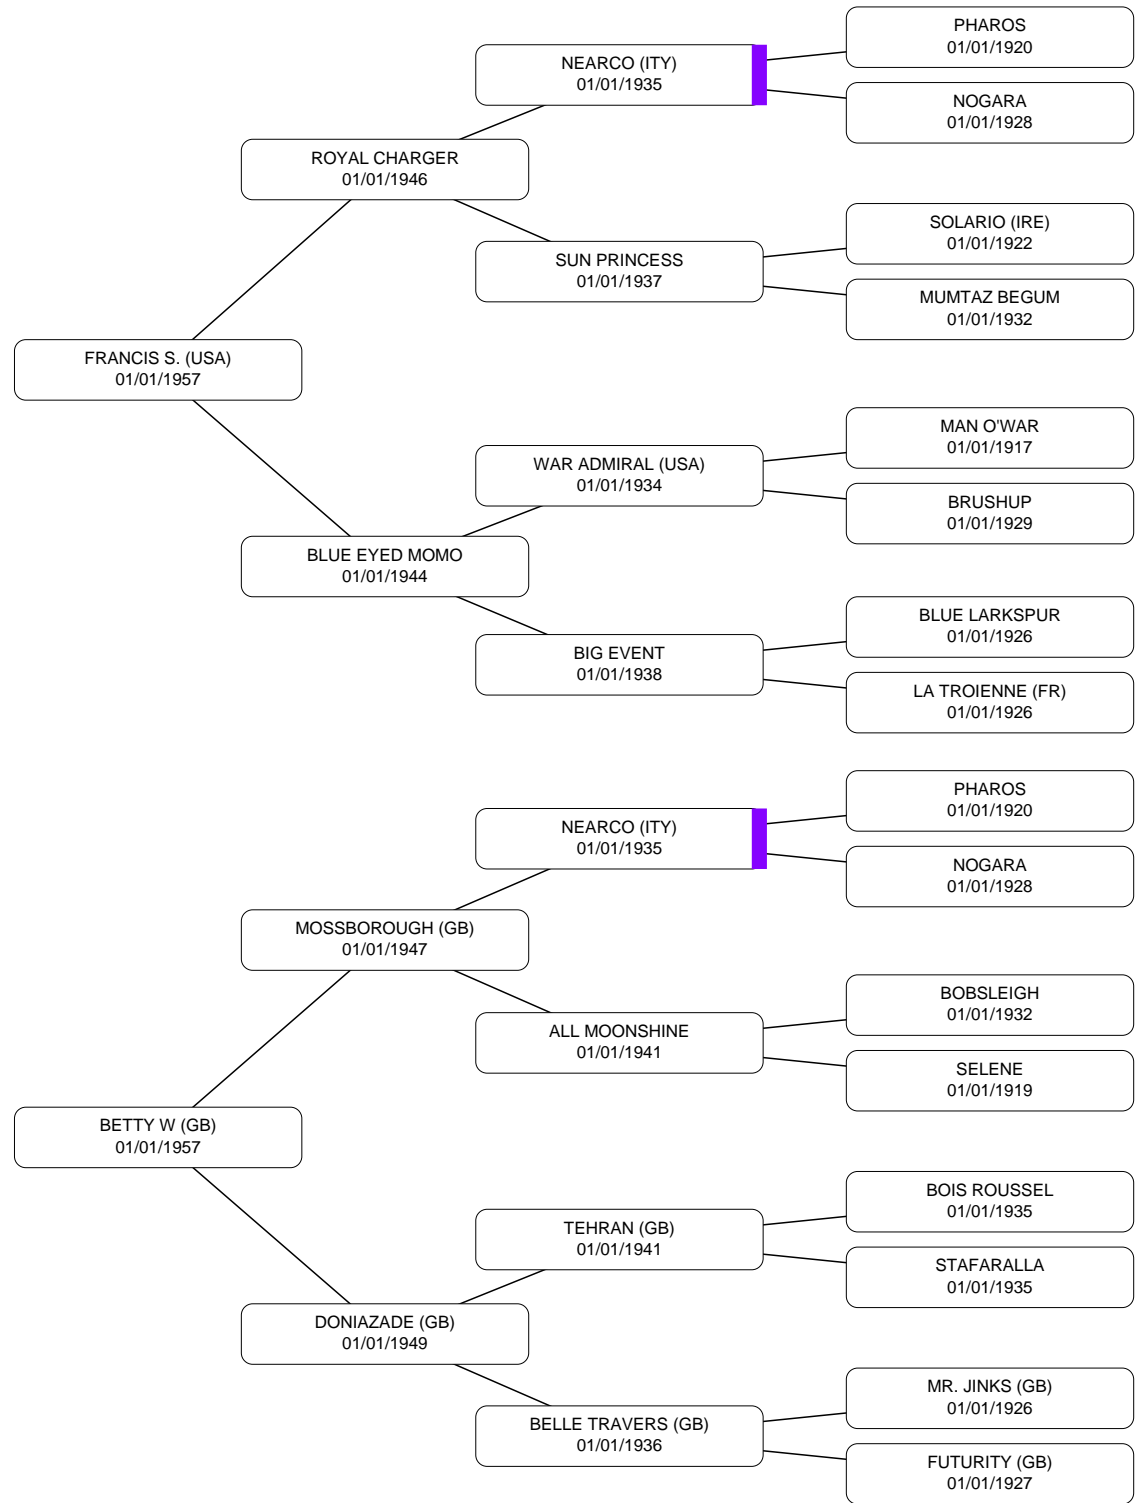 PHAROS
01/01/1920
NEARCO (ITY)
01/01/1935
NOGARA
01/01/1928
ROYAL CHARGER
01/01/1946
SOLARIO (IRE)
01/01/1922
SUN PRINCESS
01/01/1937
MUMTAZ BEGUM
01/01/1932
FRANCIS S. (USA)
01/01/1957
MAN O'WAR
01/01/1917
WAR ADMIRAL (USA)
01/01/1934
BRUSHUP
01/01/1929
BLUE EYED MOMO
01/01/1944
BLUE LARKSPUR
01/01/1926
BIG EVENT
01/01/1938
LA TROIENNE (FR)
01/01/1926
PHAROS
01/01/1920
NEARCO (ITY)
01/01/1935
NOGARA
01/01/1928
MOSSBOROUGH (GB)
01/01/1947
BOBSLEIGH
01/01/1932
ALL MOONSHINE
01/01/1941
SELENE
01/01/1919
BETTY W (GB)
01/01/1957
BOIS ROUSSEL
01/01/1935
TEHRAN (GB)
01/01/1941
STAFARALLA
01/01/1935
DONIAZADE (GB)
01/01/1949
MR. JINKS (GB)
01/01/1926
BELLE TRAVERS (GB)
01/01/1936
FUTURITY (GB)
01/01/1927